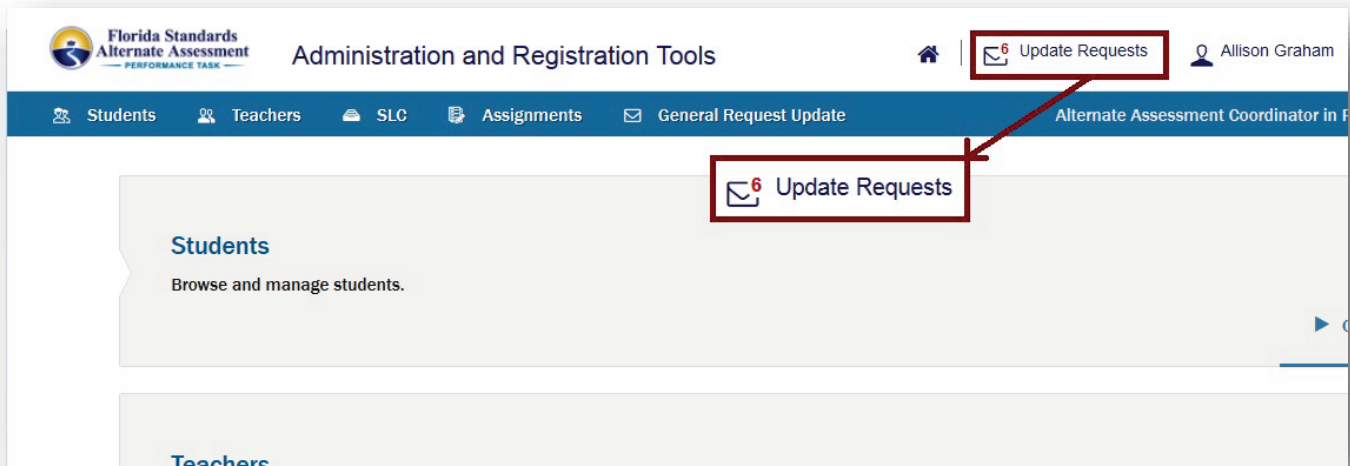 Florida Standards
Alternate Assessment
PERFORMANCE TASK
Administration and Registration Tools
6 Update Requests
Allison Graham
Students Teachers SLC Assignments General Request Update
Alternate Assessment Coordinator in
6 Update Requests
Students
Browse and manage students.
Teachers